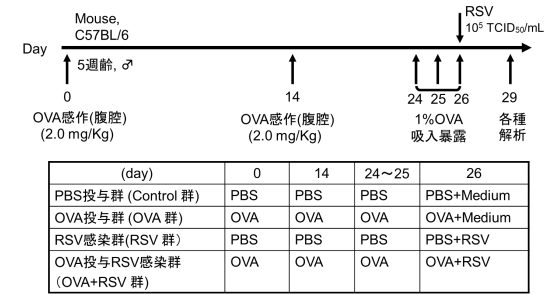 Mouse,
C57BL/6
RSV
10⁵ TCID₅₀/mL
Day
5週齢, ♂
0
14
24 25 26
29
OVA感作(腹腔)
(2.0 mg/Kg)
OVA感作(腹腔)
(2.0 mg/Kg)
1%OVA
吸入暴露
各種
解析
(day) 0 14 24～25 26
PBS投与群 (Control 群) PBS PBS PBS PBS+Medium
OVA投与群 (OVA 群) OVA OVA OVA OVA+Medium
RSV感染群(RSV 群) PBS PBS PBS PBS+RSV
OVA投与RSV感染群 OVA OVA OVA OVA+RSV
(OVA+RSV 群)